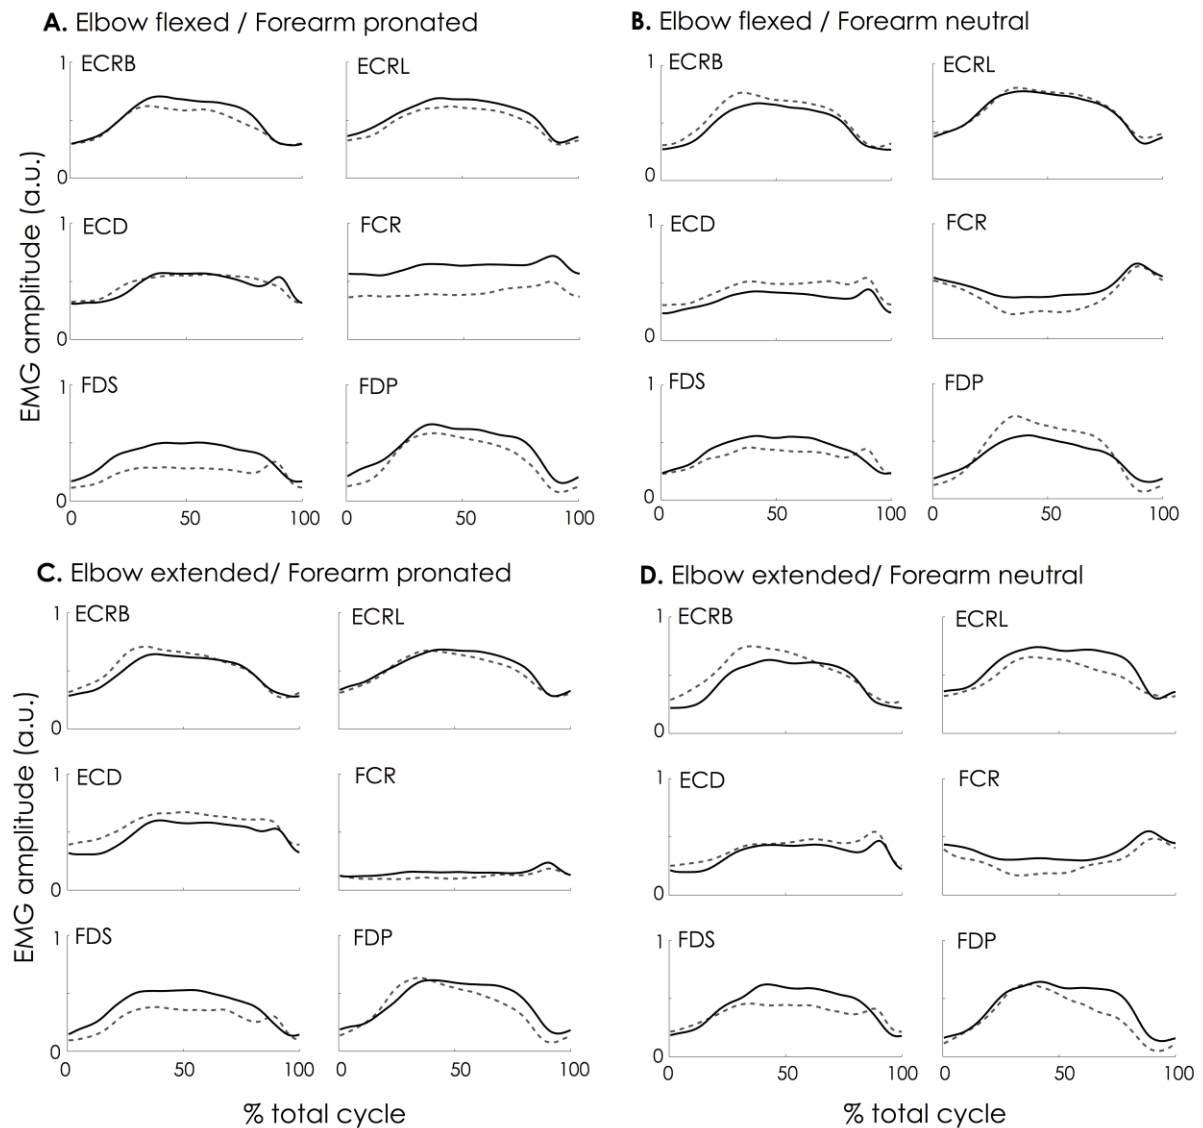 A. Elbow flexed / Forearm pronated
EMG amplitude (a.u.)
1
ECRB
0
ECRL
1
ECD
0
FCR
1
FDS
0
FDP
0 50 100
0 50 100
B. Elbow flexed / Forearm neutral
1
ECRB
0
ECRL
1
ECD
0
FCR
1
FDS
0
FDP
0 50 100
0 50 100
C. Elbow extended/ Forearm pronated
EMG amplitude (a.u.)
1
ECRB
0
ECRL
1
ECD
0
FCR
1
FDS
0
FDP
0 50 100
0 50 100
% total cycle
D. Elbow extended/ Forearm neutral
1
ECRB
0
ECRL
1
ECD
0
FCR
1
FDS
0
FDP
0 50 100
0 50 100
% total cycle